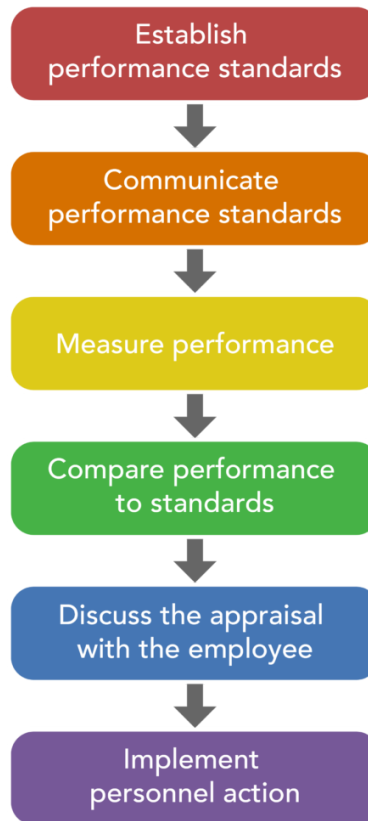 Establish
performance standards
Communicate
performance standards
Measure performance
Compare performance
to standards
Discuss the appraisal
with the employee
Implement
personnel action